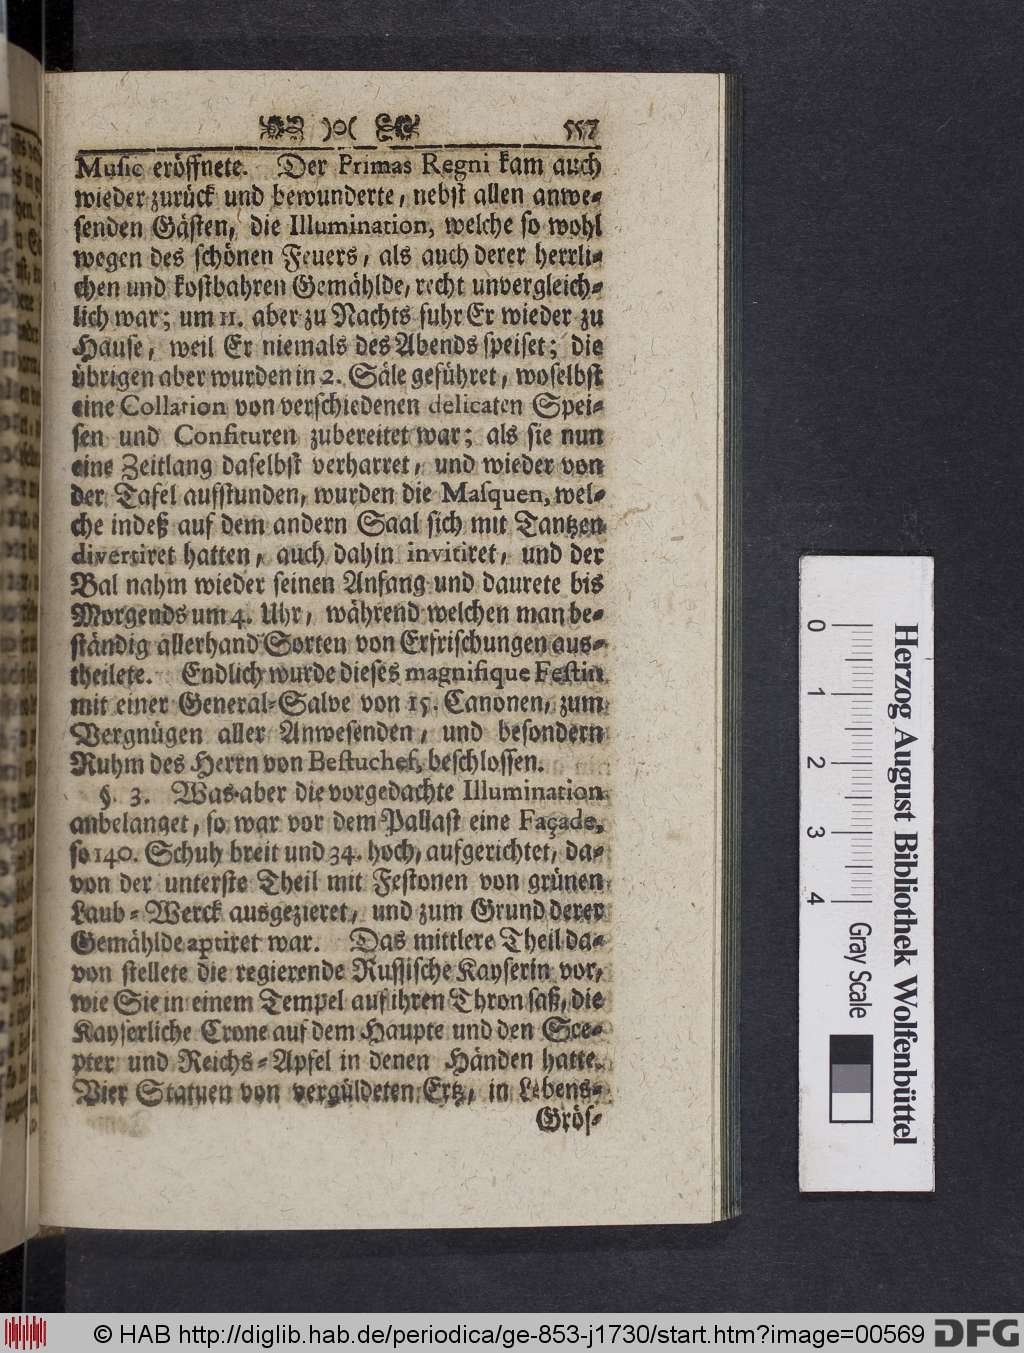 )o( 557
Music eröffnete. Der Primas Regni kam auch
wieder zurück und bewunderte, nebst allen anwe-
senden Gästen, die Illumination, welche so wohl
wegen des schönen Feuers, als auch derer herrli-
chen und kostbahren Gemählde, recht unvergleich-
lich war; um 11. aber zu Nachts fuhr Er wieder zu
Hause, weil Er niemals des Abends speiset; die
übrigen aber wurden in 2. Säle geführet, woselbst
eine Collation von verschiedenen delicaten Spei-
sen und Confituren zubereitet war; als sie nun
eine Zeitlang daselbst verharret, und wieder von
der Tafel aufstunden, wurden die Masquen, wel-
che indeß auf dem andern Saal sich mit Tantzen
divertiret hatten, auch dahin invitiret, und der
Bal nahm wieder seinen Anfang und daurete bis
Morgends um 4. Uhr, während welchen man be-
ständig allerhand Sorten von Erfrischungen aus-
theilete. Endlich wurde dieses magnifique Festin
mit einer General-Salve von 15. Canonen, zum
Vergnügen aller Anwesenden, und besondern
Ruhm des Herrn von Bestuchef, beschlossen.
§. 3. Was aber die vorgedachte Illumination
anbelanget, so war vor dem Pallast eine Façade,
so 140. Schuh breit und 34. hoch, aufgerichtet, da-
von der unterste Theil mit Festonen von grünen
Laub-Werck ausgezieret, und zum Grund derer
Gemählde aptiret war. Das mittlere Theil da-
von stellete die regierende Russische Kayserin vor,
wie Sie in einem Tempel auf ihren Thron saß, die
Kayserliche Crone auf dem Haupte und den Sce-
pter und Reichs-Apfel in denen Händen hatte.
Vier Statuen von vergüldeten Ertz, in Lebens-
Grös-
0 1 2 3 4
Gray Scale
Herzog August Bibliothek Wolfenbüttel
© HAB http://diglib.hab.de/periodica/ge-853-j1730/start.htm?image=00569
DFG